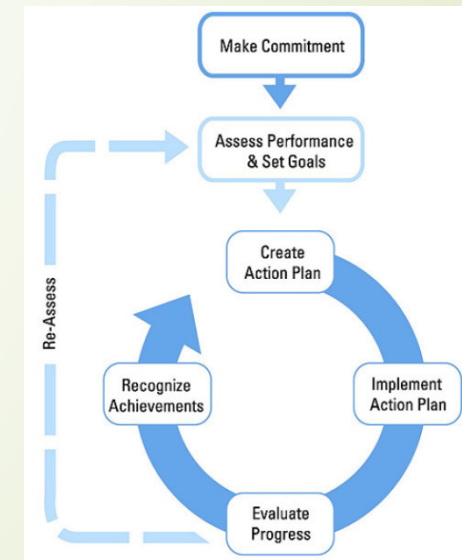 Make Commitment
Assess Performance
& Set Goals
Create
Action Plan
Re-Assess
Recognize
Achievements
Implement
Action Plan
Evaluate
Progress